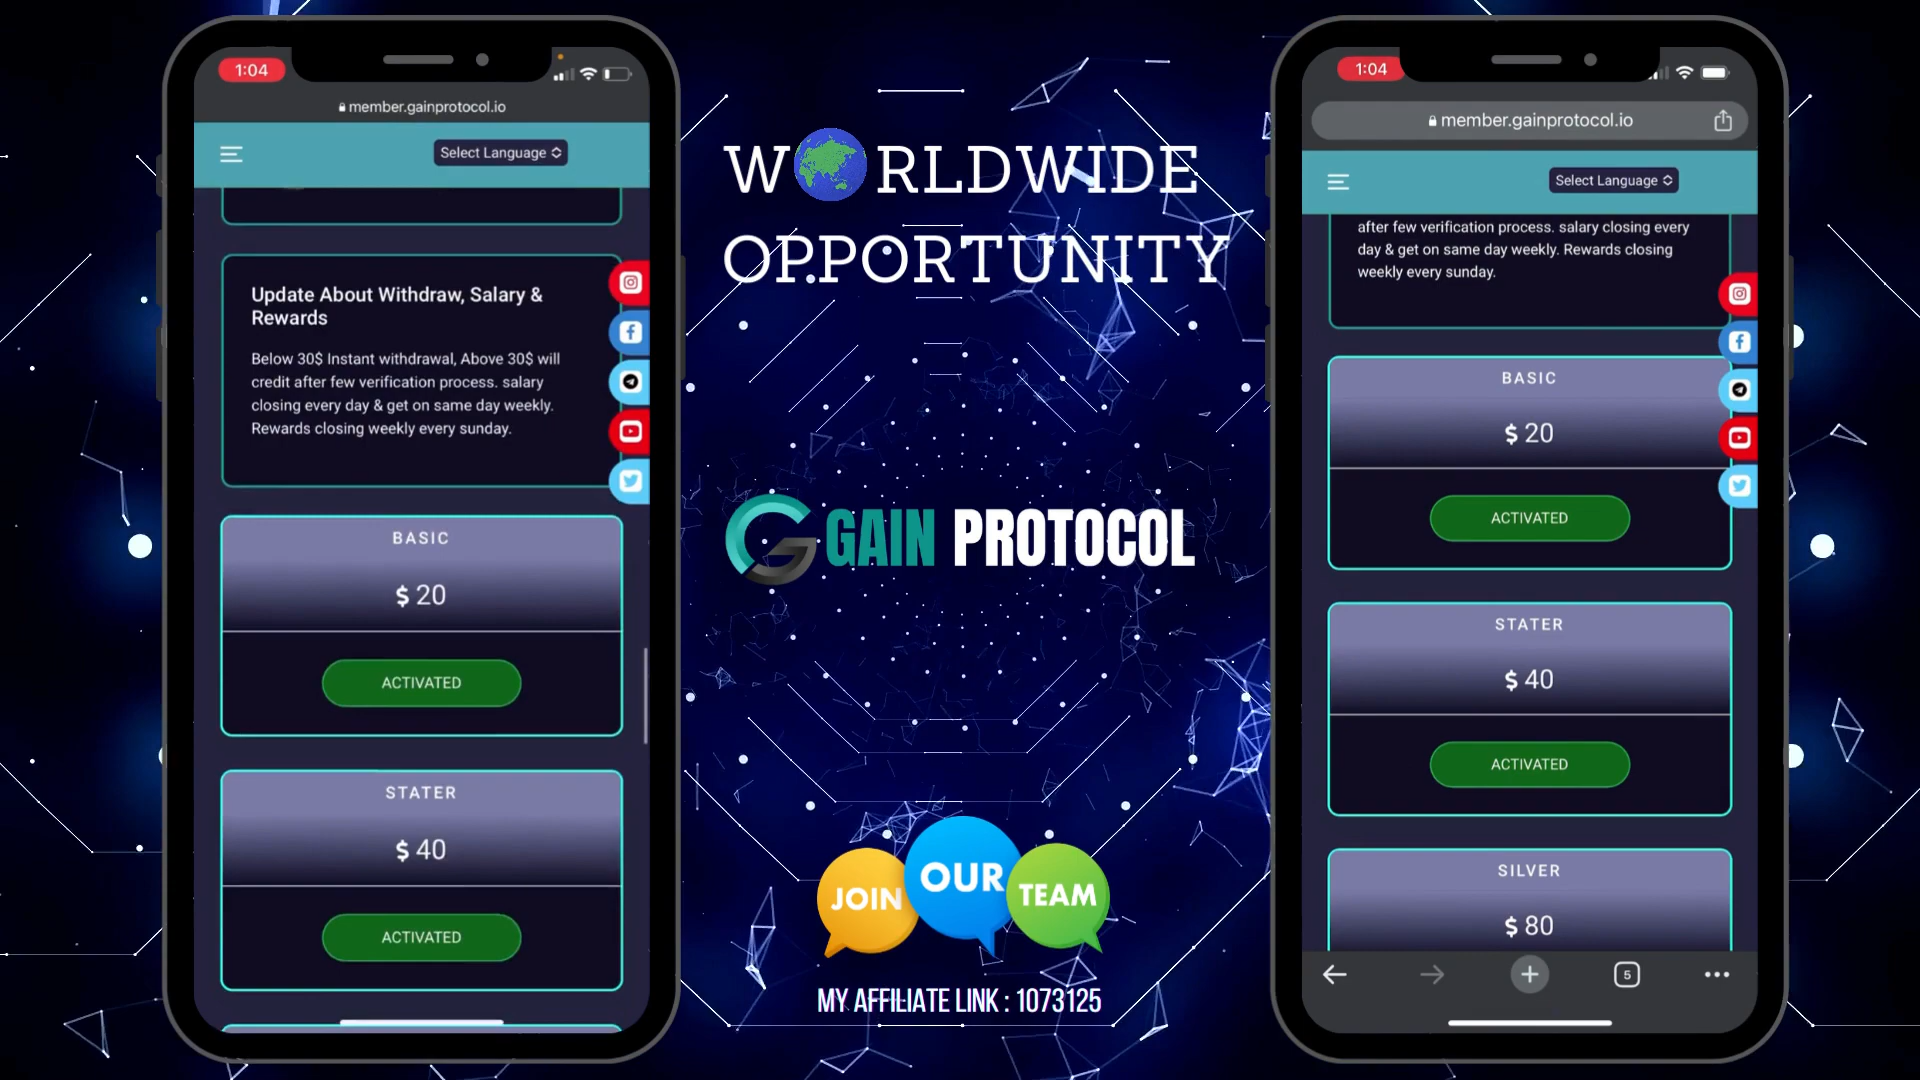 1:04
member.gainprotocol.io
Select Language
Update About Withdraw, Salary &
Rewards
Below 30$ Instant withdrawal, Above 30$ will
credit after few verification process. salary
closing every day & get on same day weekly.
Rewards closing weekly every sunday.
BASIC
$ 20
ACTIVATED
STATER
$ 40
ACTIVATED
WORLDWIDE
OPPORTUNITY
GAIN PROTOCOL
JOIN OUR TEAM
MY AFFILIATE LINK : 1073125
1:04
member.gainprotocol.io
Select Language
after few verification process. salary closing every
day & get on same day weekly. Rewards closing
weekly every sunday.
BASIC
$ 20
ACTIVATED
STATER
$ 40
ACTIVATED
SILVER
$ 80
5